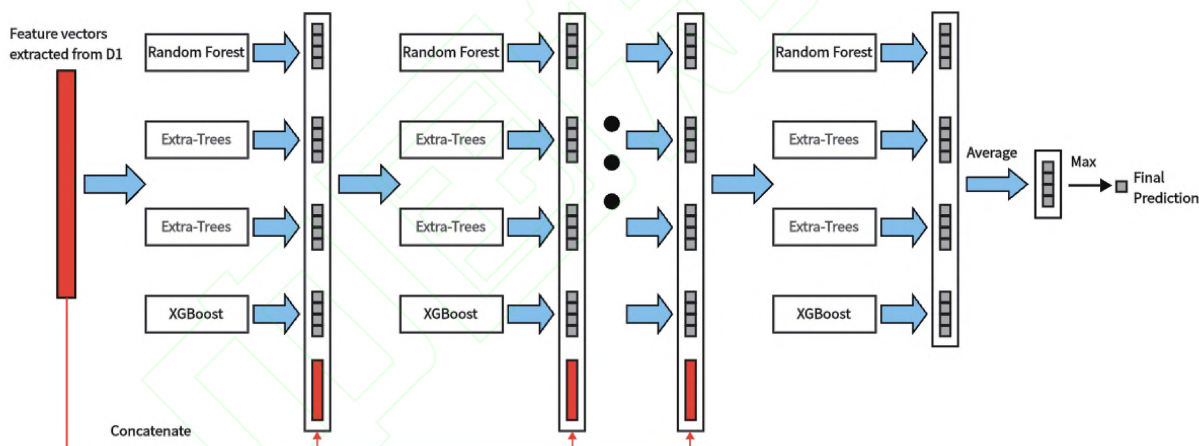 Feature vectors
extracted from D1
Random Forest
Extra-Trees
Extra-Trees
XGBoost
Random Forest
Extra-Trees
Extra-Trees
XGBoost
Random Forest
Extra-Trees
Extra-Trees
XGBoost
Average
Max
Final
Prediction
Concatenate